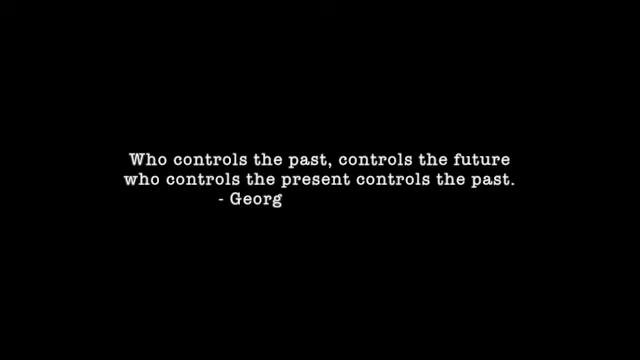 Who controls the past, controls the future
who controls the present controls the past.
- Georg